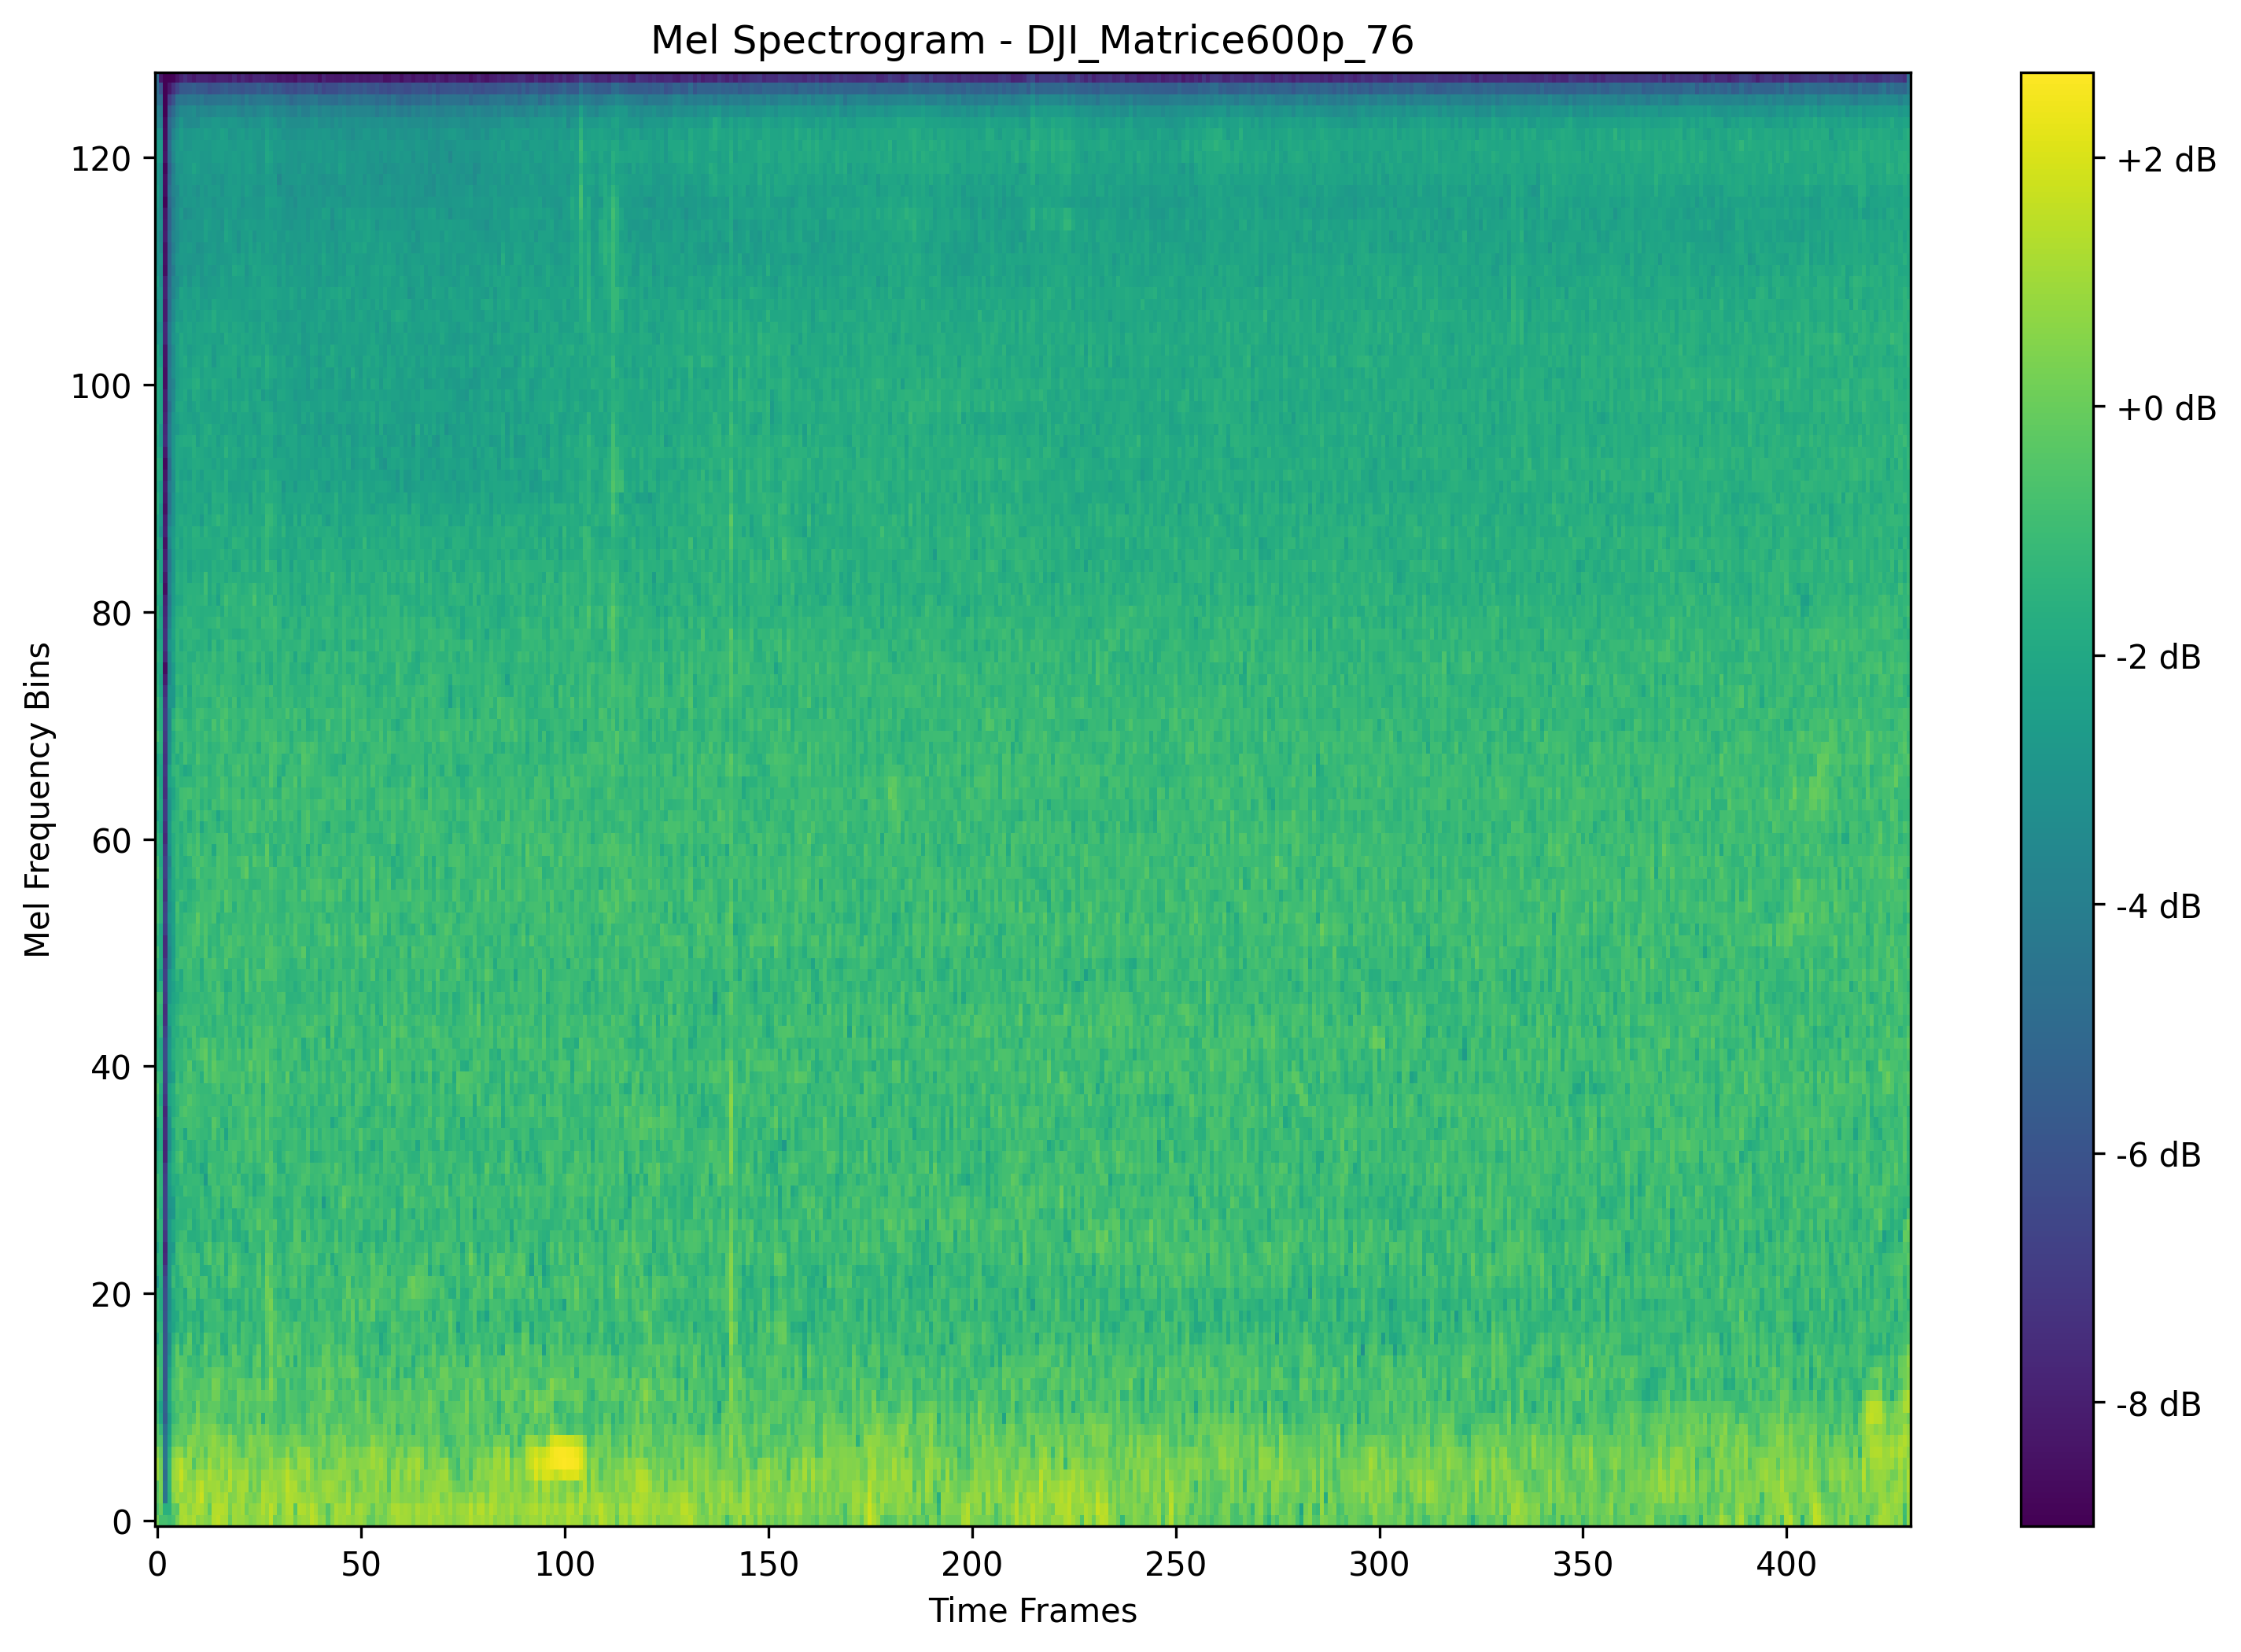 Mel Spectrogram - DJI_Matrice600p_76
120
100
80
60
40
20
0
Mel Frequency Bins
0 50 100 150 200 250 300 350 400
Time Frames
+2 dB
+0 dB
-2 dB
-4 dB
-6 dB
-8 dB